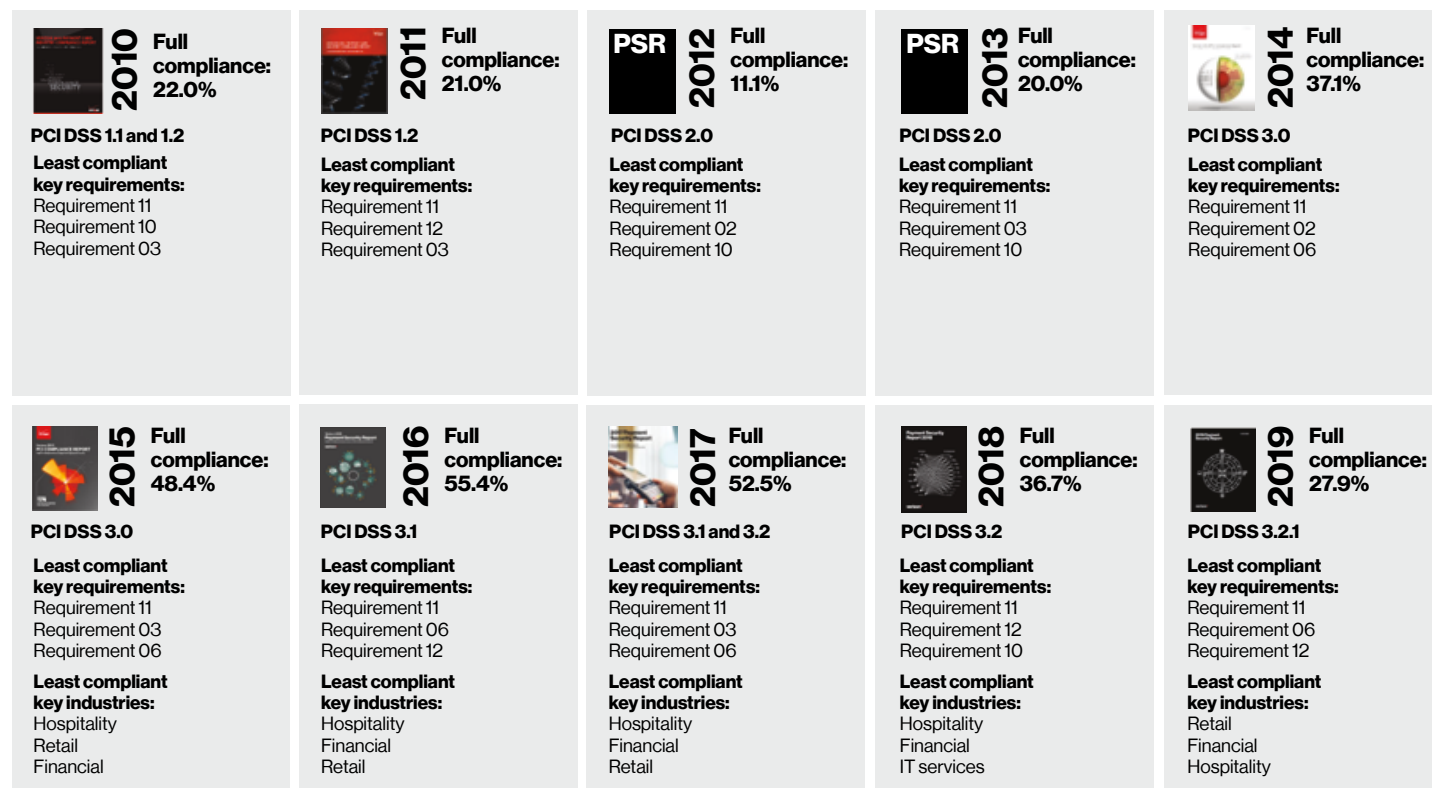 2010
Full
compliance:
22.0%
PCI DSS 1.1 and 1.2
Least compliant
key requirements:
Requirement 11
Requirement 10
Requirement 03
2011
Full
compliance:
21.0%
PCI DSS 1.2
Least compliant
key requirements:
Requirement 11
Requirement 12
Requirement 03
PSR
2012
Full
compliance:
11.1%
PCI DSS 2.0
Least compliant
key requirements:
Requirement 11
Requirement 02
Requirement 10
PSR
2013
Full
compliance:
20.0%
PCI DSS 2.0
Least compliant
key requirements:
Requirement 11
Requirement 03
Requirement 10
2014
Full
compliance:
37.1%
PCI DSS 3.0
Least compliant
key requirements:
Requirement 11
Requirement 02
Requirement 06
2015
Full
compliance:
48.4%
PCI DSS 3.0
Least compliant
key requirements:
Requirement 11
Requirement 03
Requirement 06
Least compliant
key industries:
Hospitality
Retail
Financial
2016
Full
compliance:
55.4%
PCI DSS 3.1
Least compliant
key requirements:
Requirement 11
Requirement 06
Requirement 12
Least compliant
key industries:
Hospitality
Financial
Retail
2017
Full
compliance:
52.5%
PCI DSS 3.1 and 3.2
Least compliant
key requirements:
Requirement 11
Requirement 03
Requirement 06
Least compliant
key industries:
Hospitality
Financial
Retail
Payment Security
Report 2018
2018
Full
compliance:
36.7%
PCI DSS 3.2
Least compliant
key requirements:
Requirement 11
Requirement 12
Requirement 10
Least compliant
key industries:
Hospitality
Financial
IT services
2019
Full
compliance:
27.9%
PCI DSS 3.2.1
Least compliant
key requirements:
Requirement 11
Requirement 06
Requirement 12
Least compliant
key industries:
Retail
Financial
Hospitality